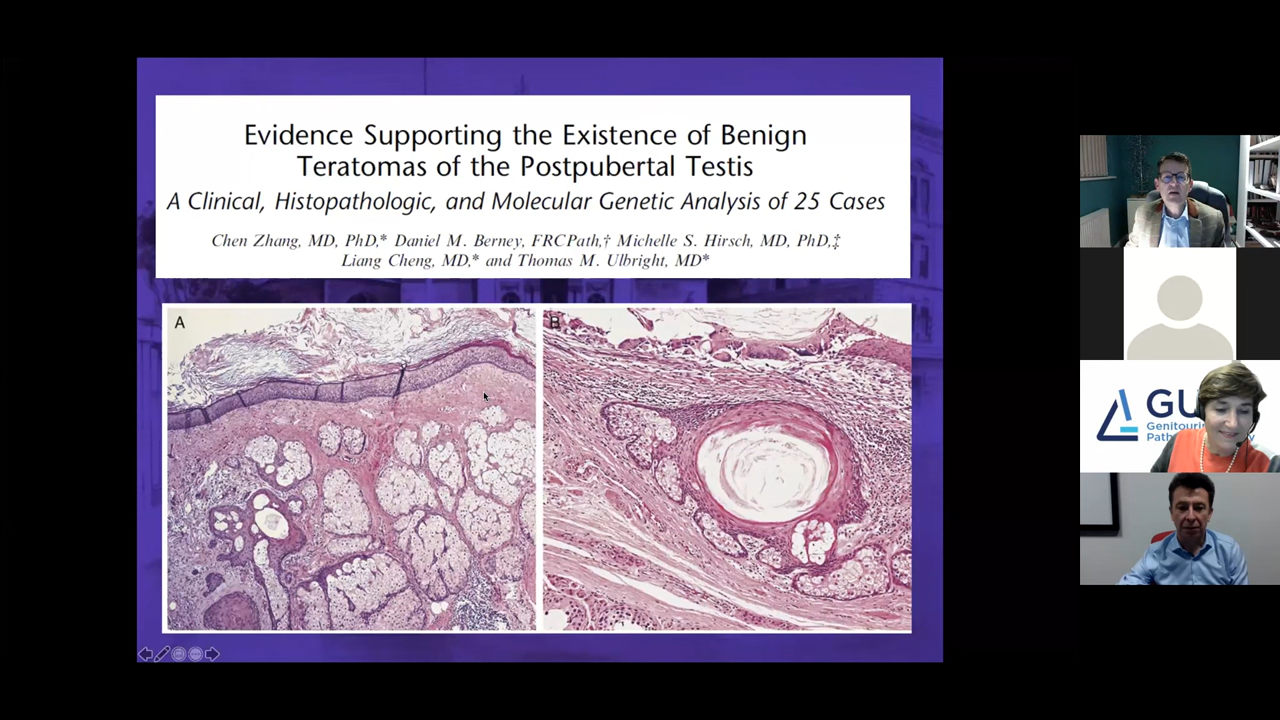 Evidence Supporting the Existence of Benign
Teratomas of the Postpubertal Testis
A Clinical, Histopathologic, and Molecular Genetic Analysis of 25 Cases
Chen Zhang, MD, PhD,* Daniel M. Berney, FRCPath,† Michelle S. Hirsch, MD, PhD,‡
Liang Cheng, MD,* and Thomas M. Ulbright, MD*
A
B
GU
Genitouri
Path